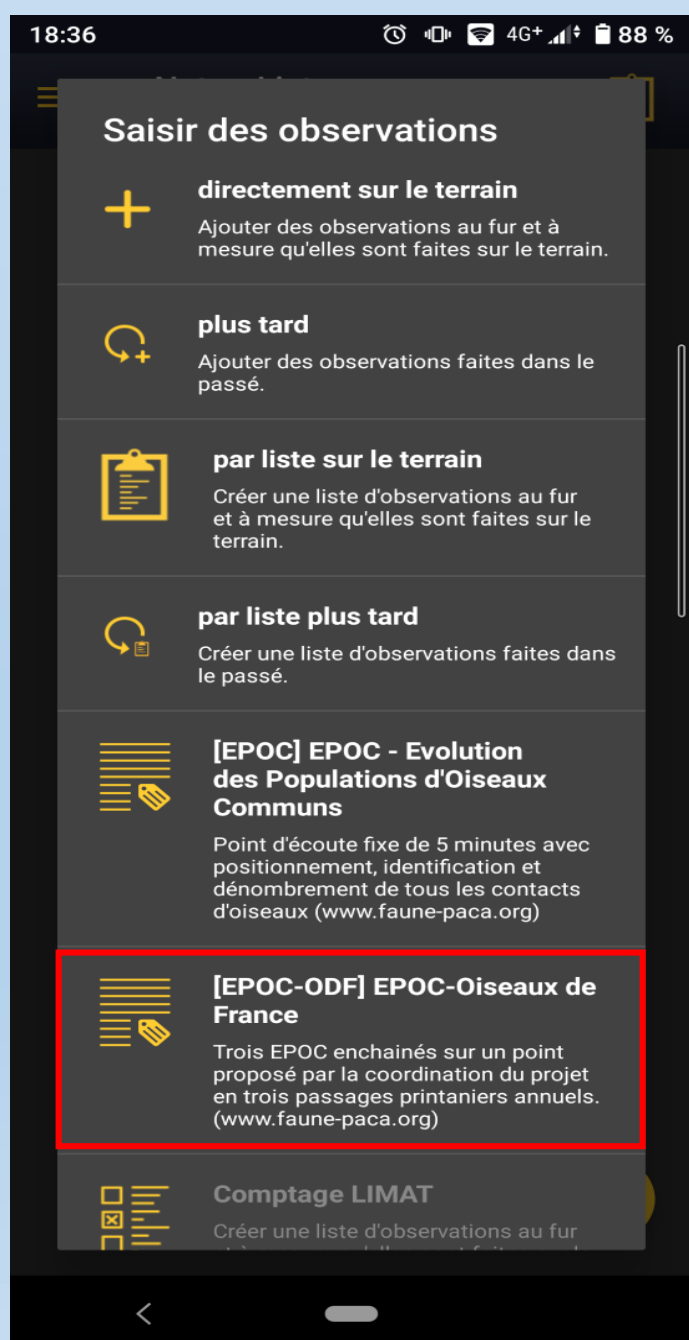 18:36
4G+
88 %
Saisir des observations
directement sur le terrain
Ajouter des observations au fur et à
mesure qu'elles sont faites sur le terrain.
plus tard
Ajouter des observations faites dans le
passé.
par liste sur le terrain
Créer une liste d'observations au fur
et à mesure qu'elles sont faites sur le
terrain.
par liste plus tard
Créer une liste d'observations faites dans
le passé.
[EPOC] EPOC - Evolution
des Populations d'Oiseaux
Communs
Point d'écoute fixe de 5 minutes avec
positionnement, identification et
dénombrement de tous les contacts
d'oiseaux (www.faune-paca.org)
[EPOC-ODF] EPOC-Oiseaux de
France
Trois EPOC enchainés sur un point
proposé par la coordination du projet
en trois passages printaniers annuels.
(www.faune-paca.org)
Comptage LIMAT
Créer une liste d'observations au fur